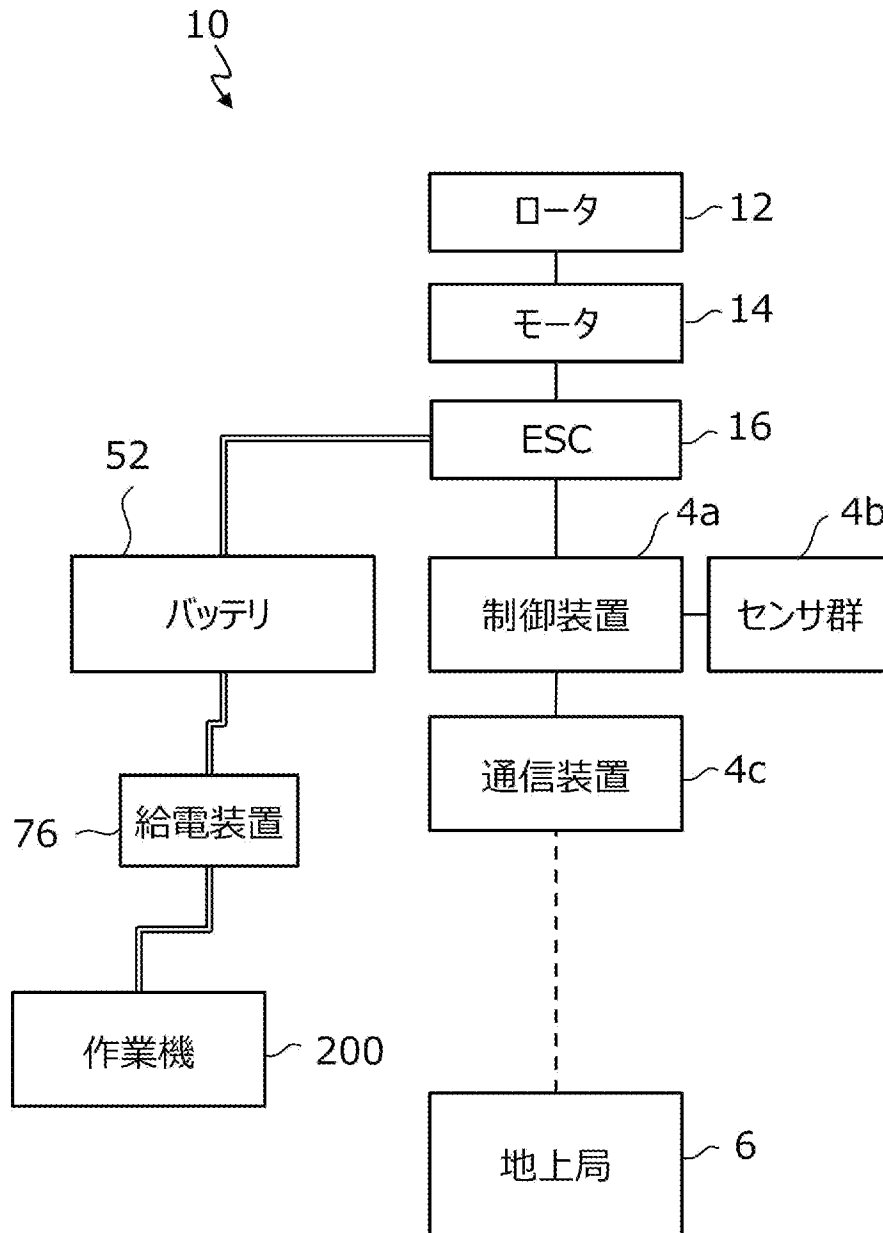 10
ロータ
12
モータ
14
ESC
16
52
4a
4b
バッテリ
制御装置
センサ群
通信装置
4c
給電装置
76
作業機
200
地上局
6